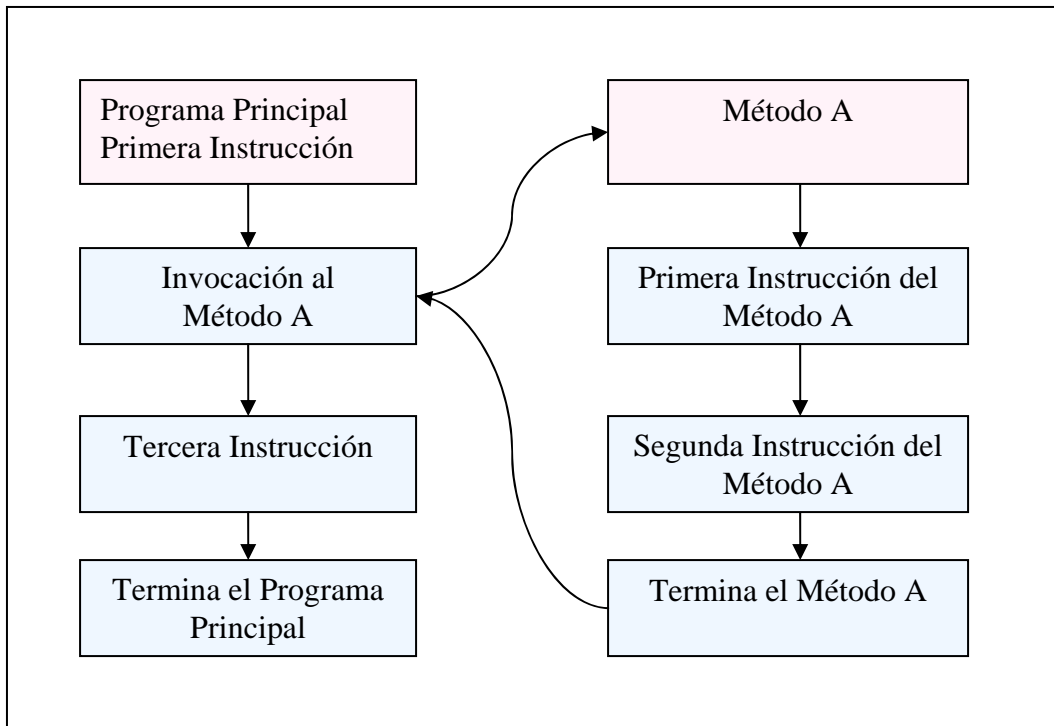 Programa Principal
Primera Instrucción
Invocación al
Método A
Tercera Instrucción
Termina el Programa
Principal
Método A
Primera Instrucción del
Método A
Segunda Instrucción del
Método A
Termina el Método A